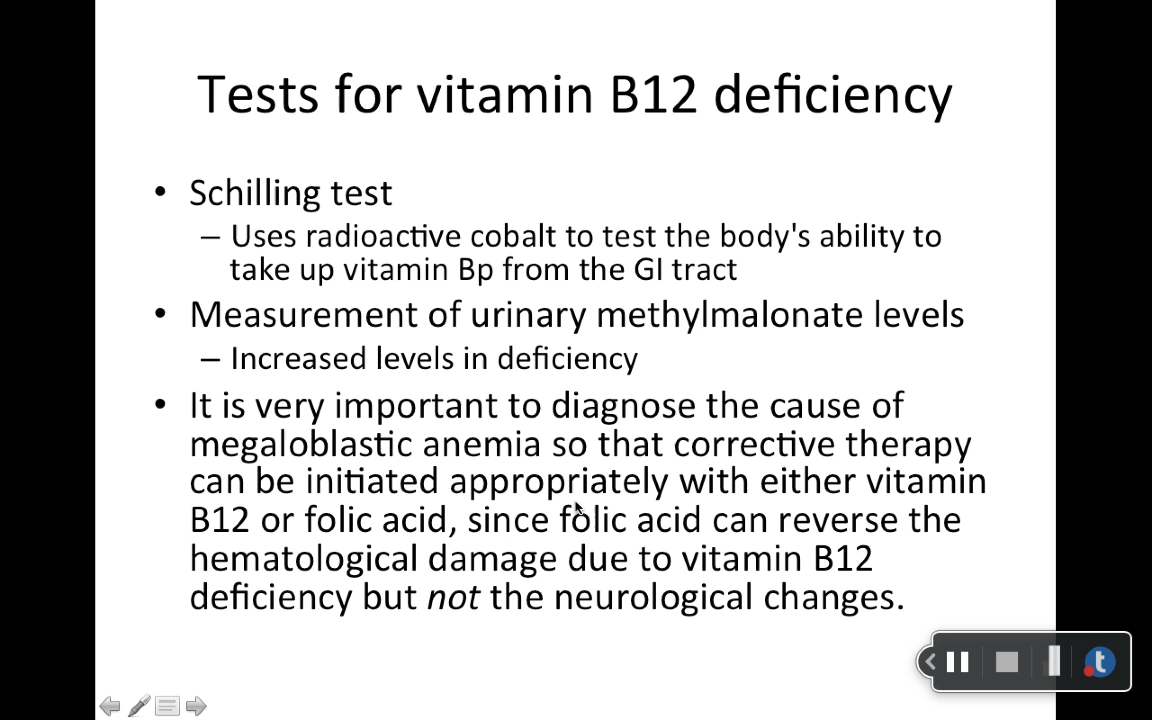 Tests for vitamin B12 deficiency
• Schilling test
– Uses radioactive cobalt to test the body's ability to
take up vitamin Bp from the GI tract
• Measurement of urinary methylmalonate levels
– Increased levels in deficiency
• It is very important to diagnose the cause of
megaloblastic anemia so that corrective therapy
can be initiated appropriately with either vitamin
B12 or folic acid, since folic acid can reverse the
hematological damage due to vitamin B12
deficiency but not the neurological changes.
t